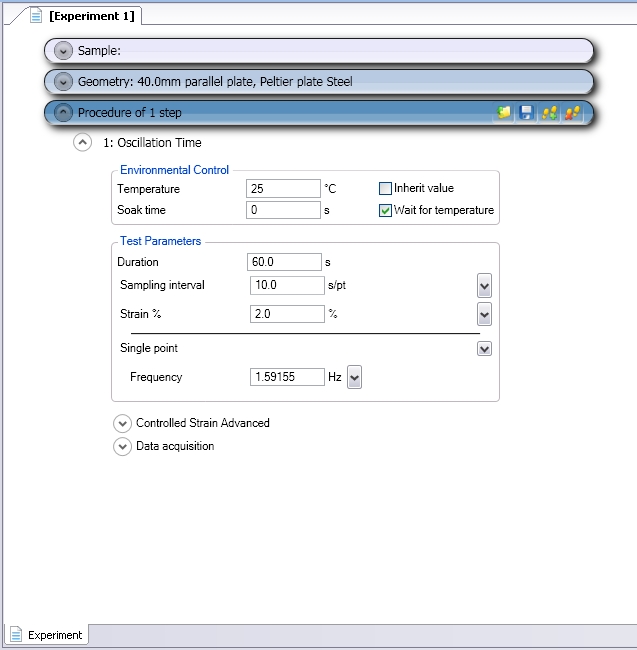 [Experiment 1]
Sample:
Geometry: 40.0mm parallel plate, Peltier plate Steel
Procedure of 1 step
1: Oscillation Time
Environmental Control
Temperature 25 °C Inherit value
Soak time 0 s Wait for temperature
Test Parameters
Duration 60.0 s
Sampling interval 10.0 s/pt
Strain % 2.0 %
Single point
Frequency 1.59155 Hz
Controlled Strain Advanced
Data acquisition
Experiment